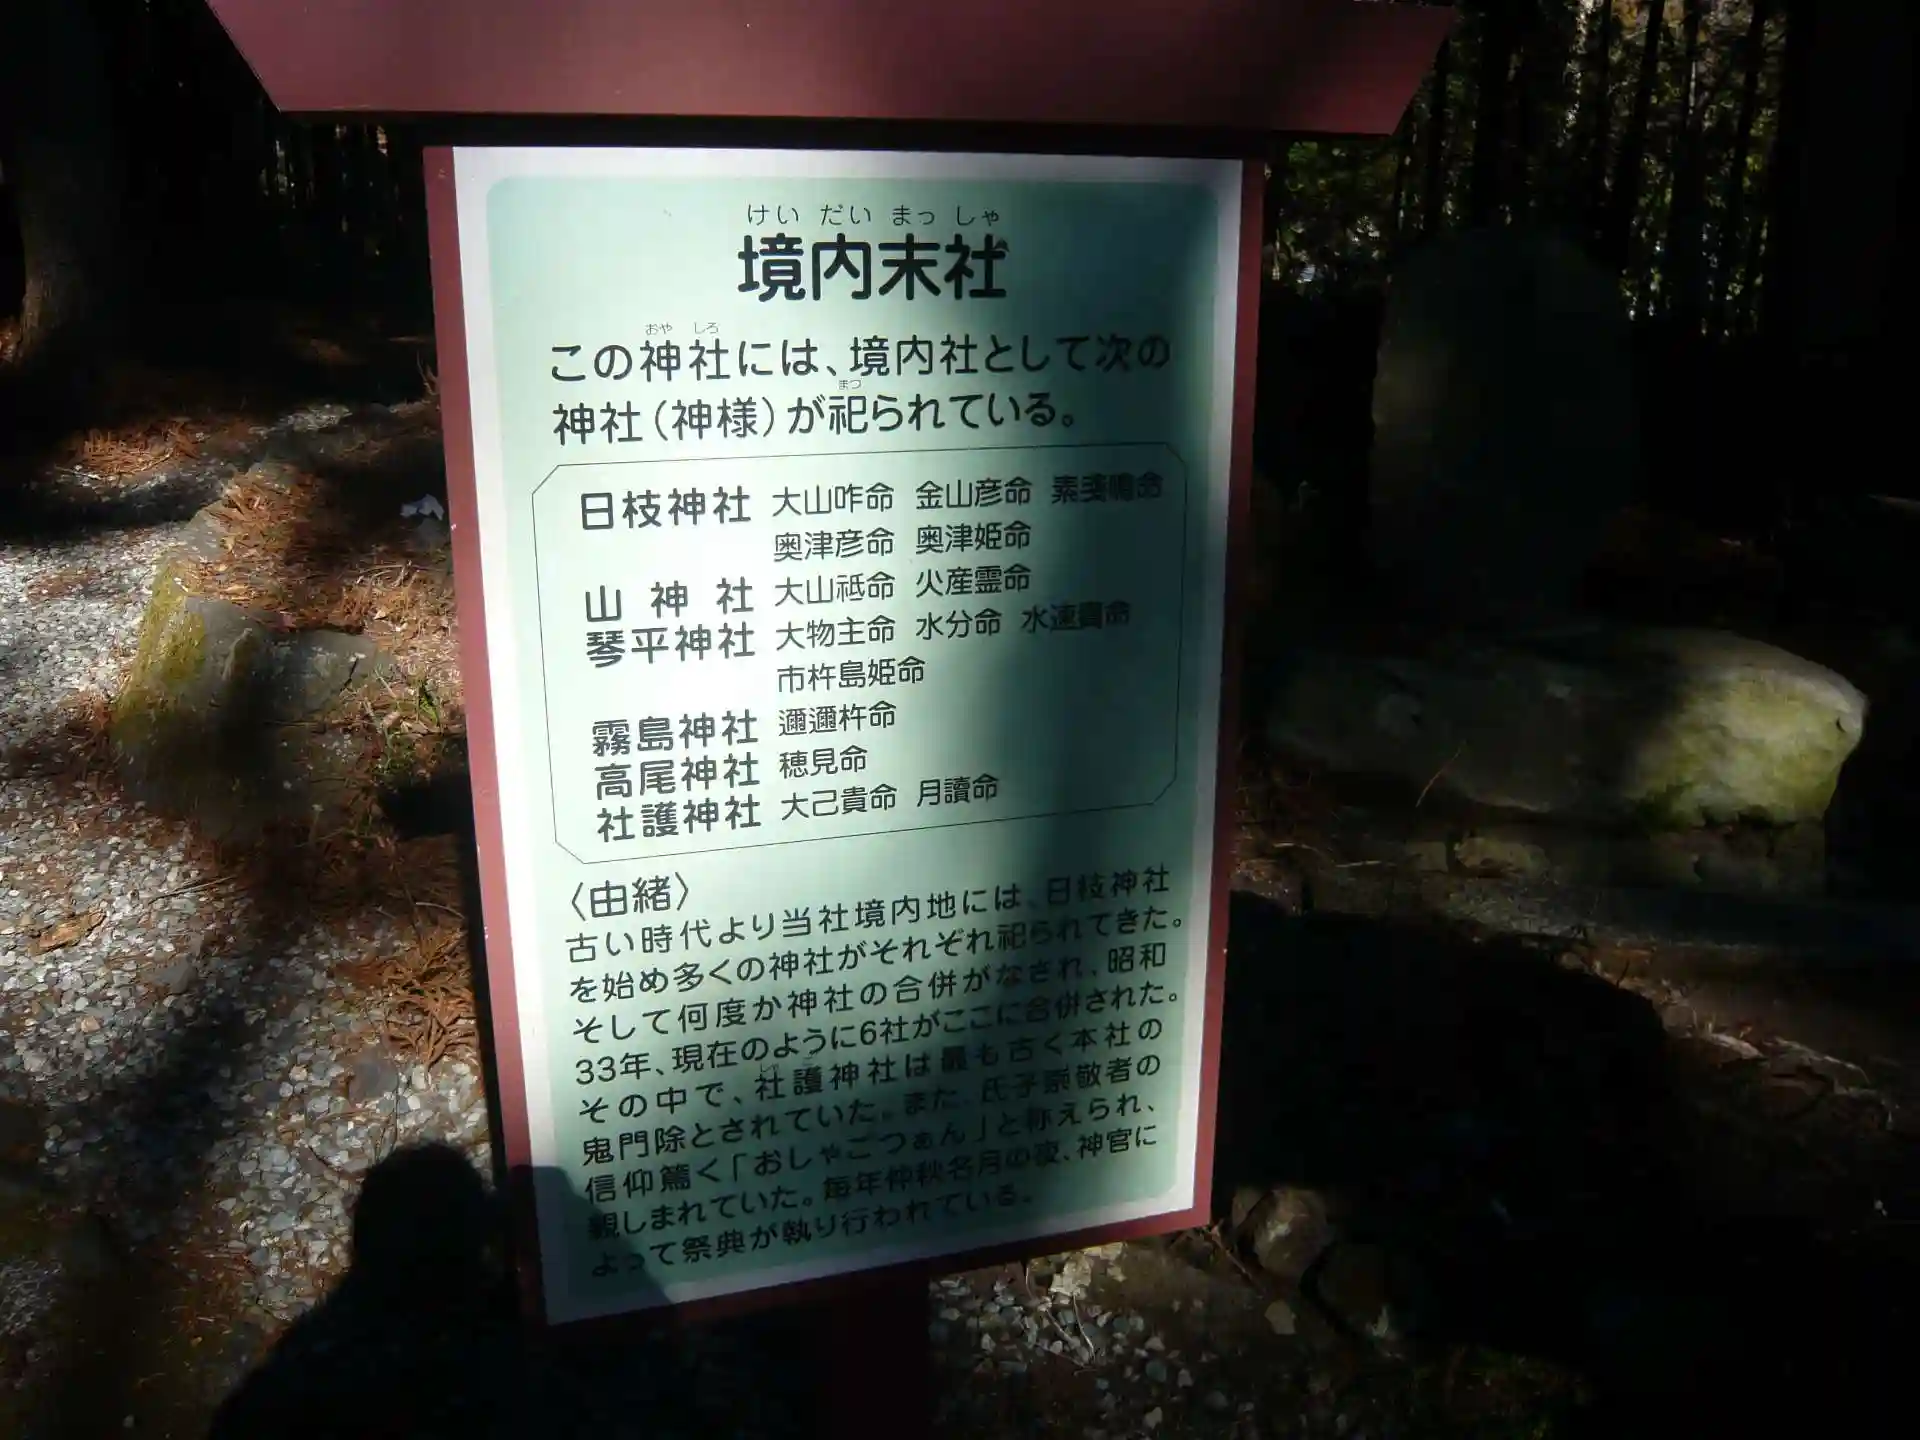 けい だい まっ しゃ
境内末社
おや しろ
この神社には、境内社として次の
まつ
神社(神様)が祀られている。
日枝神社 大山咋命 金山彦命 素戔嗚命
奥津彦命 奥津姫命
山神社 大山祇命 火産霊命
琴平神社 大物主命 水分命 水速賣命
市杵島姫命
霧島神社 邇邇杵命
高尾神社 穂見命
社護神社 大己貴命 月讀命
〈由緒〉
古い時代より当社境内地には、日枝神社
を始め多くの神社がそれぞれ祀られてきた。
そして何度か神社の合併がなされ、昭和
33年、現在のように6社がここに合併された。
その中で、社護神社は最も古く本社の
鬼門除とされていた。また、氏子崇敬者の
信仰篤く「おしゃごつぁん」と称えられ、
親しまれていた。毎年仲秋名月の夜、神官に
よって祭典が執り行われている。